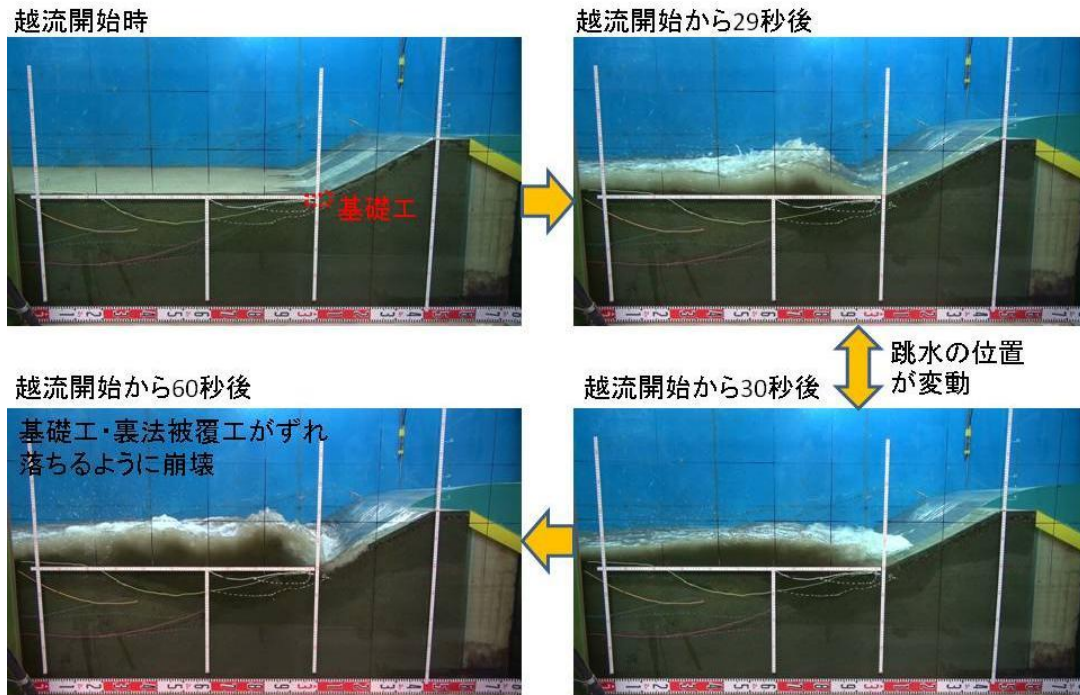 越流開始時
越流開始から29秒後
基礎工
跳水の位置
が変動
越流開始から60秒後
越流開始から30秒後
基礎工・裏法被覆工がずれ
落ちるように崩壊